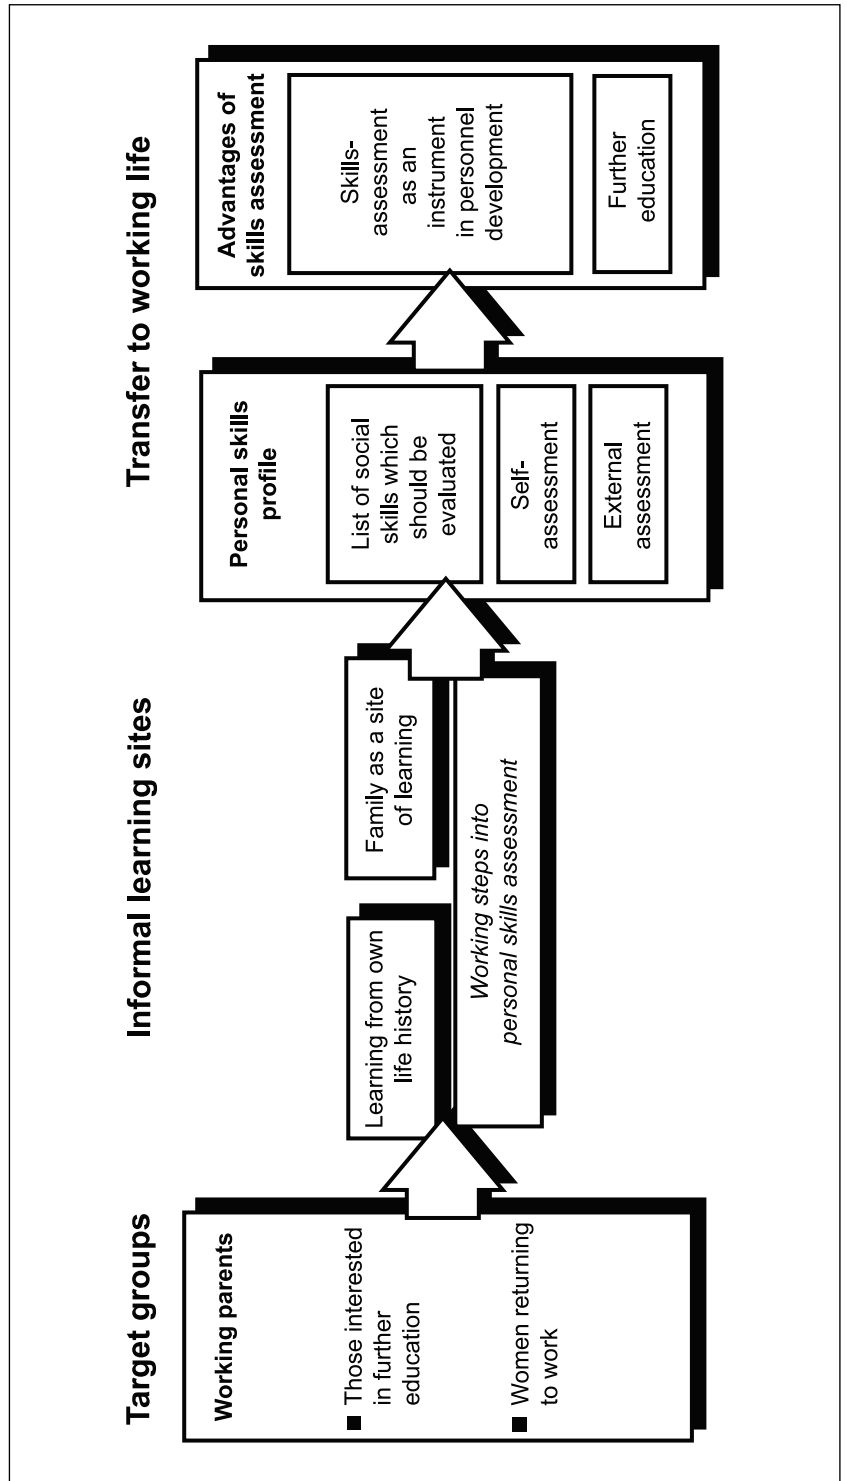 Target groups
Working parents
■ Those interested
in further
education
■ Women returning
to work
Informal learning sites
Learning from own
life history
Family as a site
of learning
Working steps into
personal skills assessment
Transfer to working life
Personal skills
profile
List of social
skills which
should be
evaluated
Self-
assessment
External
assessment
Advantages of
skills assessment
Skills-
assessment
as an
instrument
in personnel
development
Further
education